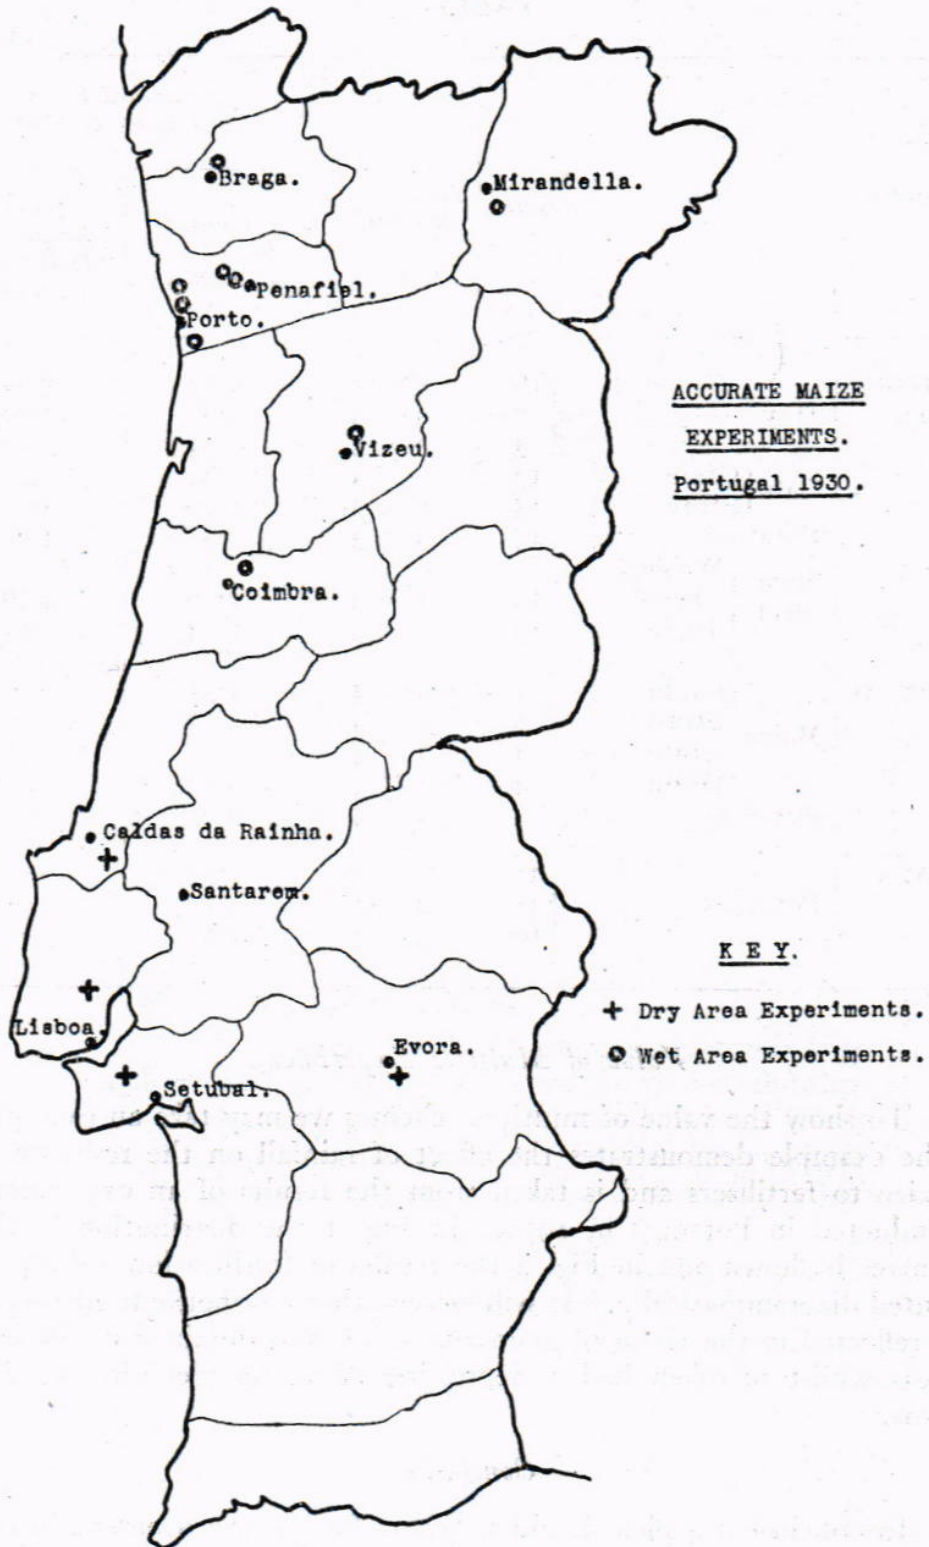 Braga.
Mirandella.
Penafiel.
Porto.
ACCURATE MAIZE
EXPERIMENTS.
Portugal 1930.
Vizeu.
Coimbra.
Caldas da Rainha.
Santarem.
K E Y.
+ Dry Area Experiments.
Wet Area Experiments.
Lisboa.
Evora.
Setubal.